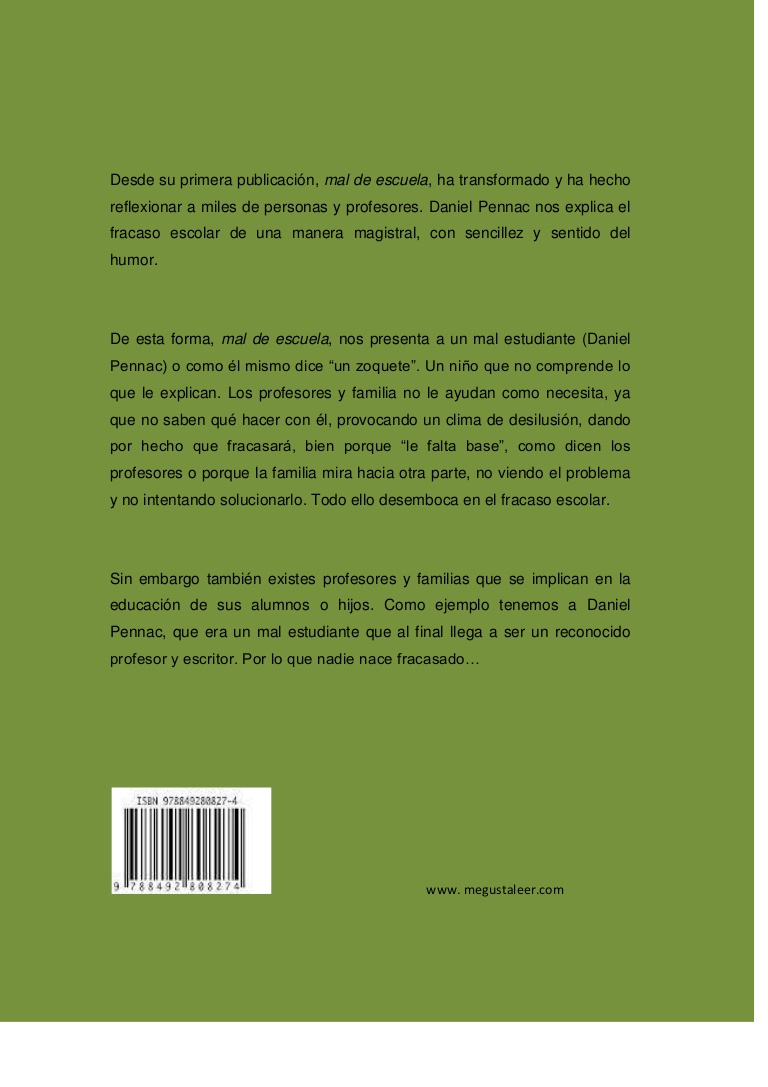 Desde su primera publicación, mal de escuela, ha transformado y ha hecho
reflexionar a miles de personas y profesores. Daniel Pennac nos explica el
fracaso escolar de una manera magistral, con sencillez y sentido del
humor.
De esta forma, mal de escuela, nos presenta a un mal estudiante (Daniel
Pennac) o como él mismo dice “un zoquete”. Un niño que no comprende lo
que le explican. Los profesores y familia no le ayudan como necesita, ya
que no saben qué hacer con él, provocando un clima de desilusión, dando
por hecho que fracasará, bien porque “le falta base”, como dicen los
profesores o porque la familia mira hacia otra parte, no viendo el problema
y no intentando solucionarlo. Todo ello desemboca en el fracaso escolar.
Sin embargo también existes profesores y familias que se implican en la
educación de sus alumnos o hijos. Como ejemplo tenemos a Daniel
Pennac, que era un mal estudiante que al final llega a ser un reconocido
profesor y escritor. Por lo que nadie nace fracasado…
ISBN 978849280827-4
9 788492 808274
www. megustaleer.com